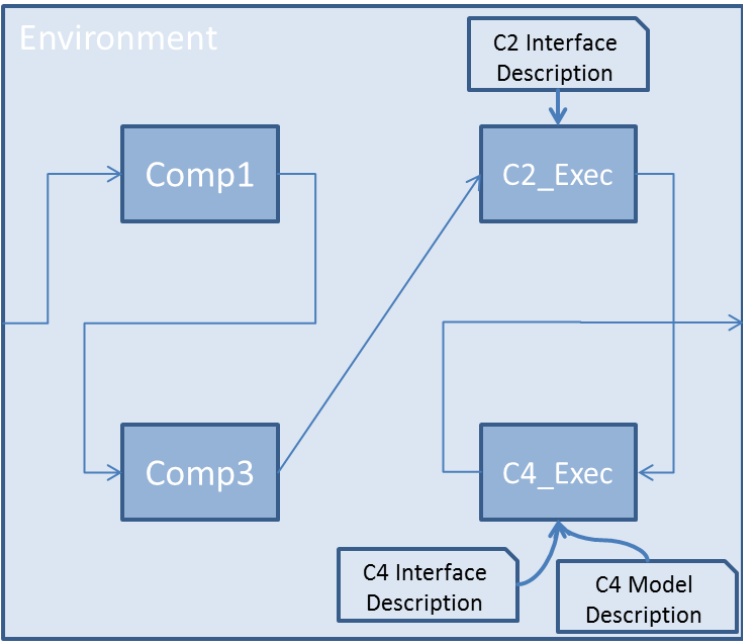 Environment
C2 Interface
Description
Comp1
C2_Exec
Comp3
C4_Exec
C4 Interface
Description
C4 Model
Description